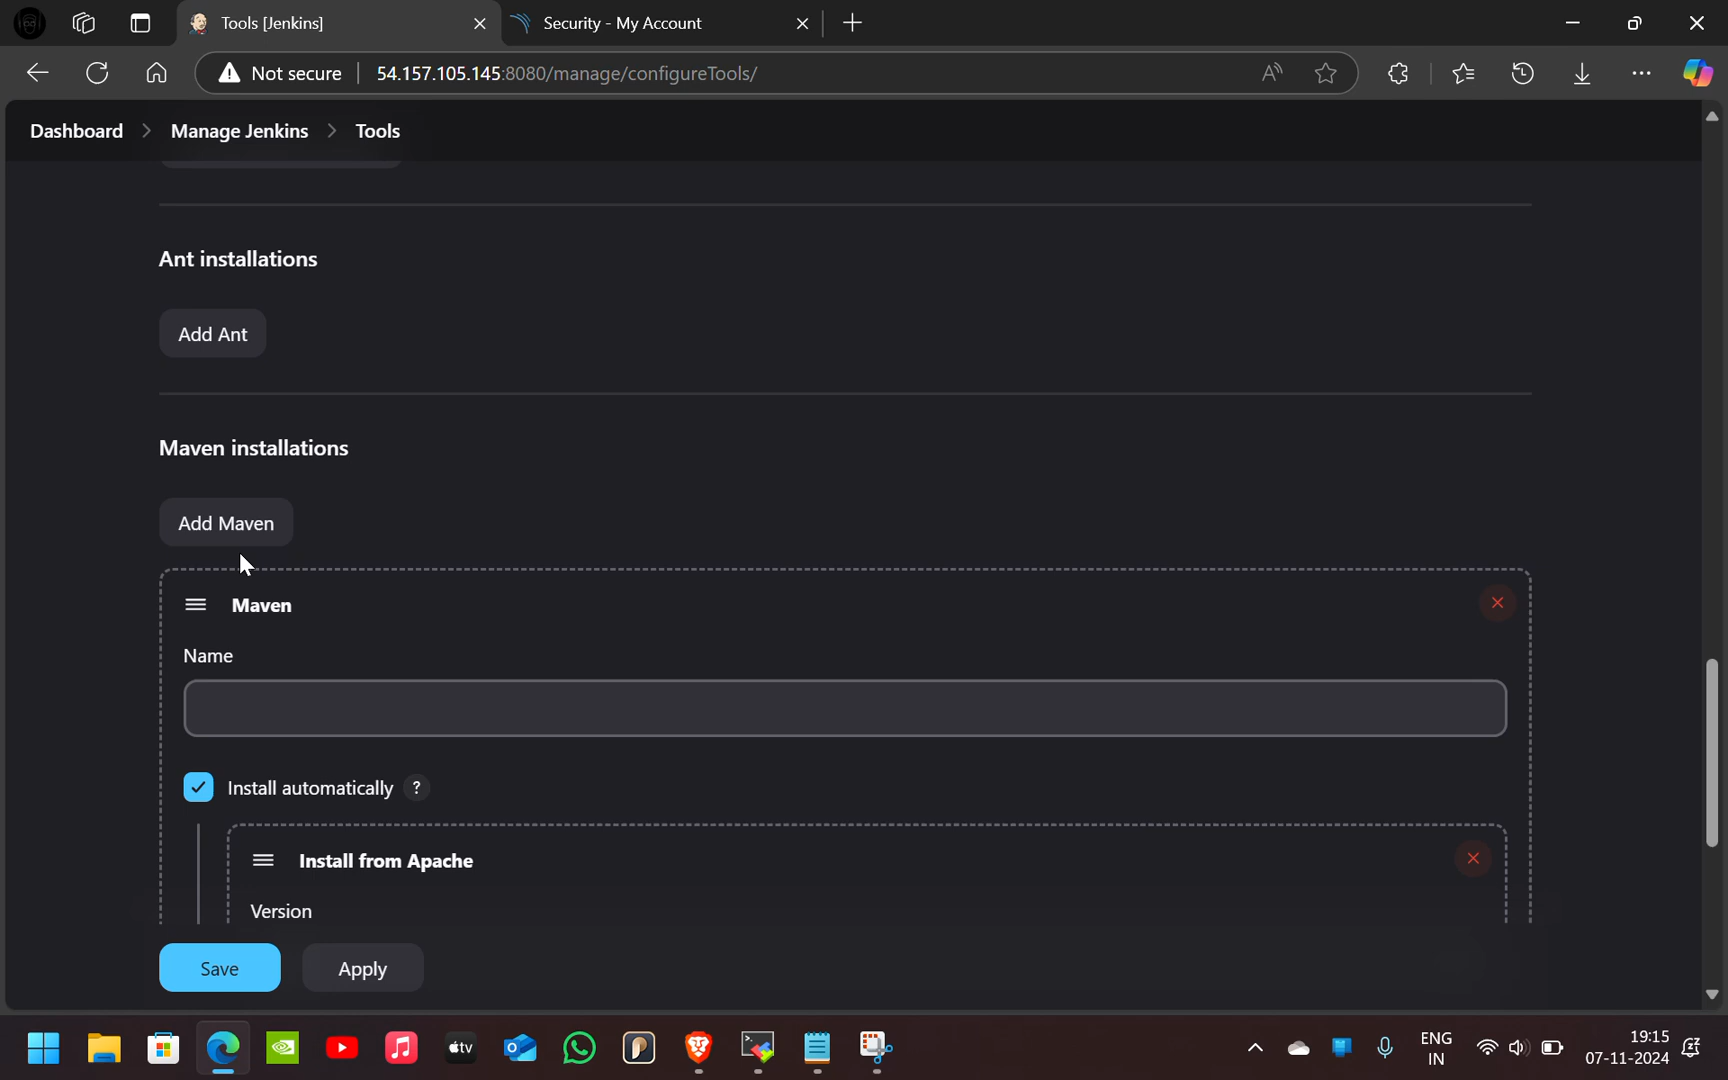 Tools [Jenkins]
Security - My Account
Not secure
54.157.105.145:8080/manage/configureTools/
Dashboard > Manage Jenkins > Tools
Ant installations
Add Ant
Maven installations
Add Maven
Maven
Name
Install automatically ?
Install from Apache
Version
Save
Apply
tv
ENG
IN
19:15
07-11-2024